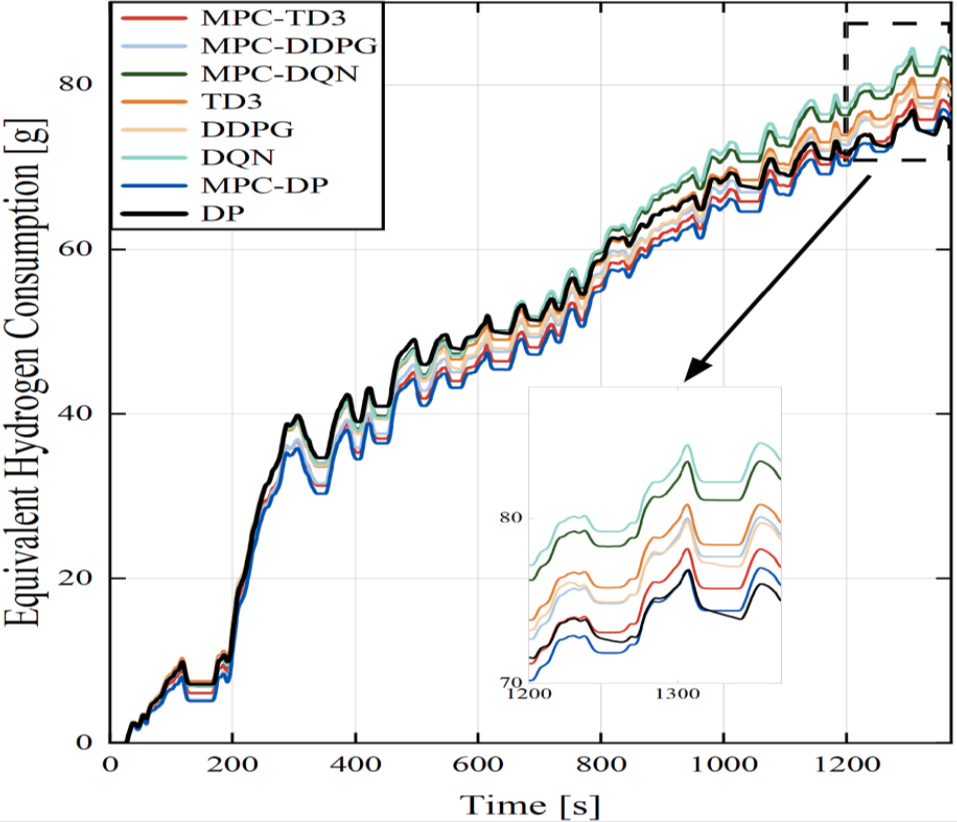 MPC-TD3
MPC-DDPG
MPC-DQN
TD3
DDPG
DQN
MPC-DP
DP
Equivalent Hydrogen Consumption [g]
80
60
40
20
0
0 200 400 600 800 1000 1200
Time [s]
80
70
1200 1300